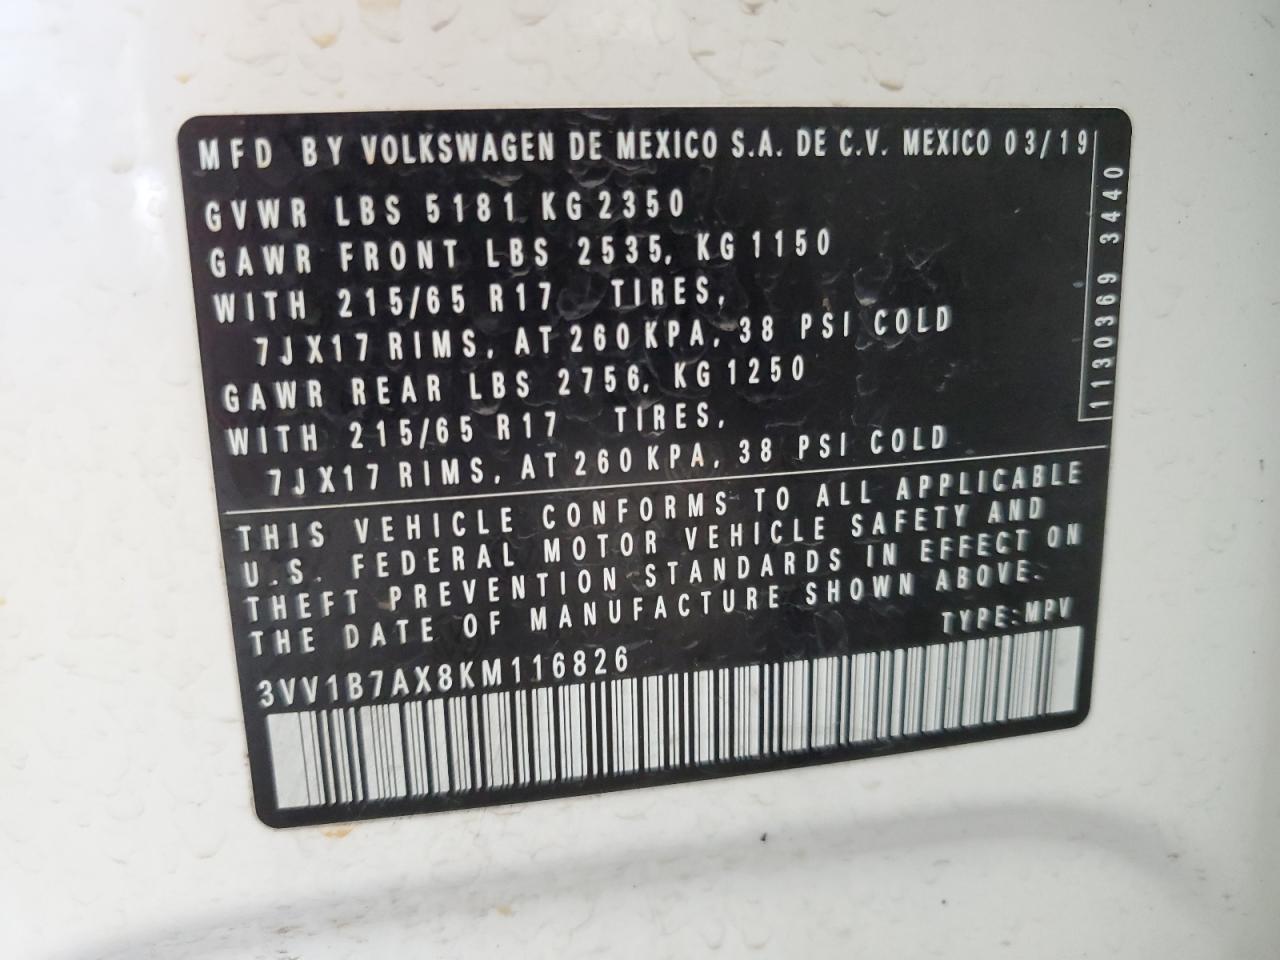 MFD BY VOLKSWAGEN DE MEXICO S.A. DE C.V. MEXICO 03/19
GVWR LBS 5181 KG 2350
GAWR FRONT LBS 2535, KG 1150
WITH 215/65 R17 TIRES,
7JX17 RIMS, AT 260 KPA, 38 PSI COLD
GAWR REAR LBS 2756, KG 1250
WITH 215/65 R17 TIRES,
7JX17 RIMS, AT 260 KPA, 38 PSI COLD
1130369 3440
THIS VEHICLE CONFORMS TO ALL APPLICABLE
U.S. FEDERAL MOTOR VEHICLE SAFETY AND
THEFT PREVENTION STANDARDS IN EFFECT ON
THE DATE OF MANUFACTURE SHOWN ABOVE.
TYPE:MPV
3VV1B7AX8KM116826